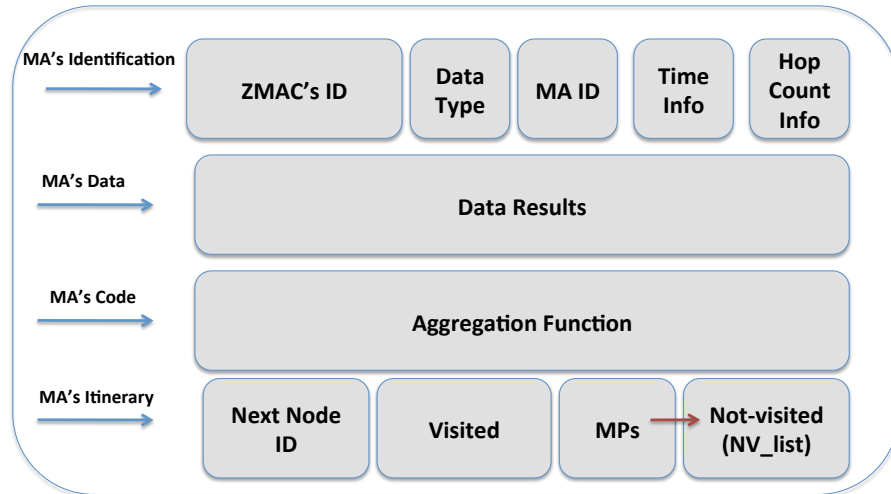 MA's Identification
ZMAC's ID
Data
Type
MA ID
Time
Info
Hop
Count
Info
MA's Data
Data Results
MA's Code
Aggregation Function
MA's Itinerary
Next Node
ID
Visited
MPs
Not-visited
(NV_list)